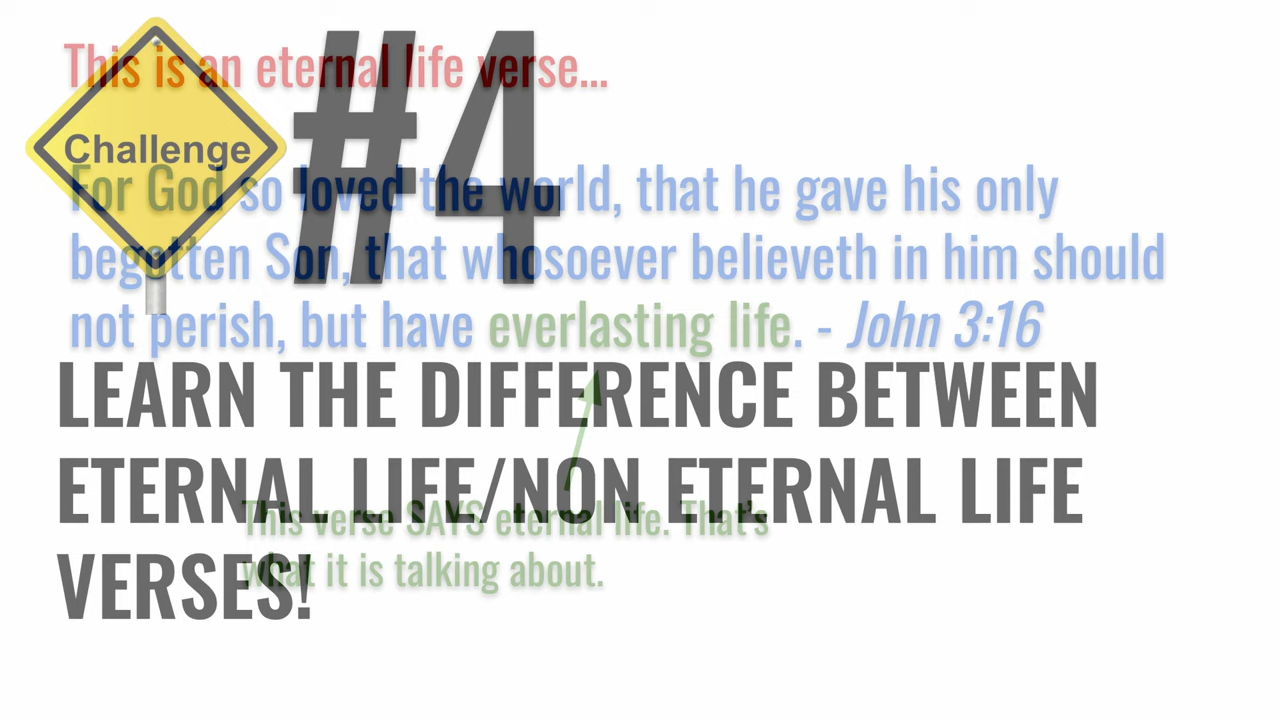 This is an eternal life verse...
Challenge
#4
For God so loved the world, that he gave his only
begotten Son, that whosoever believeth in him should
not perish, but have everlasting life. - John 3:16
LEARN THE DIFFERENCE BETWEEN
ETERNAL LIFE/NON ETERNAL LIFE
VERSES!
This verse SAYS eternal life. That's
what it is talking about.